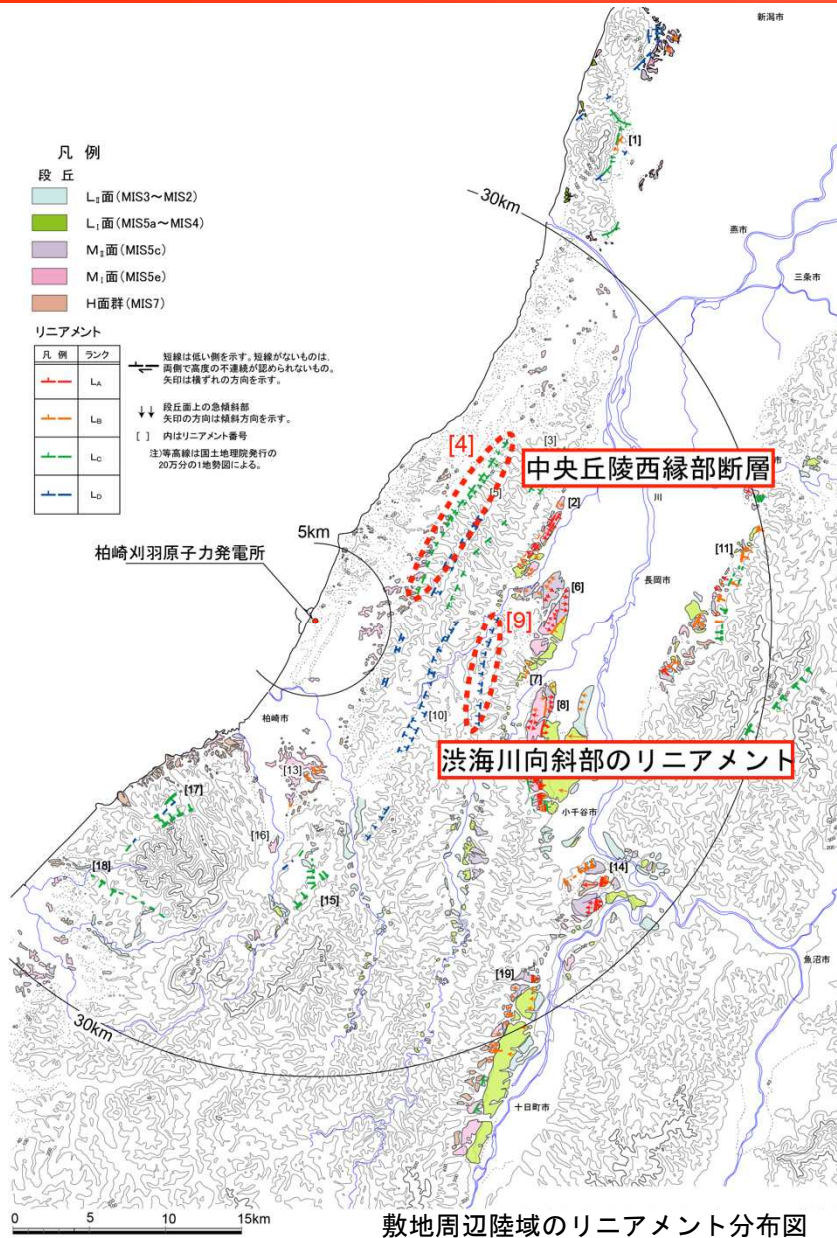 新潟市
[1]
凡 例
段 丘
LⅡ面(MIS3～MIS2)
LⅠ面(MIS5a～MIS4)
MⅡ面(MIS5c)
MⅠ面(MIS5e)
H面群(MIS7)
30km
燕市
三条市
リニアメント
凡 例 ランク
LA
LB
LC
LD
短線は低い側を示す。短線がないものは、
両側で高度の不連続が認められないもの。
矢印は横ずれの方向を示す。
段丘面上の急傾斜部
矢印の方向は傾斜方向を示す。
[ ] 内はリニアメント番号
注)等高線は国土地理院発行の
20万分の1地勢図による。
[4]
[3]
中央丘陵西縁部断層
市
[5]
[2]
川
5km
柏崎刈羽原子力発電所
[11]
長岡市
[6]
[9]
[7]
[8]
[10]
柏崎市
渋海川向斜部のリニアメント
[13]
[17]
小千谷市
[16]
[18]
[14]
[15]
魚沼市
[19]
30km
十日町市
0 5 10 15km
敷地周辺陸域のリニアメント分布図